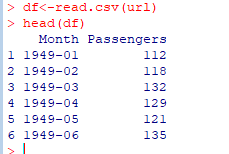 > df<-read.csv(url)
> head(df)
    Month Passengers
1 1949-01        112
2 1949-02        118
3 1949-03        132
4 1949-04        129
5 1949-05        121
6 1949-06        135
>